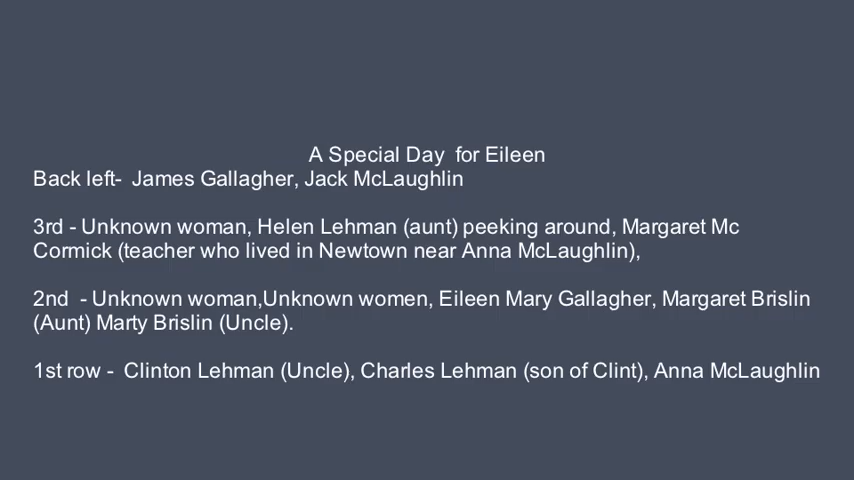 A Special Day  for Eileen
Back left-  James Gallagher, Jack McLaughlin
3rd - Unknown woman, Helen Lehman (aunt) peeking around, Margaret Mc
Cormick (teacher who lived in Newtown near Anna McLaughlin),
2nd  - Unknown woman,Unknown women, Eileen Mary Gallagher, Margaret Brislin
(Aunt) Marty Brislin (Uncle).
1st row -  Clinton Lehman (Uncle), Charles Lehman (son of Clint), Anna McLaughlin